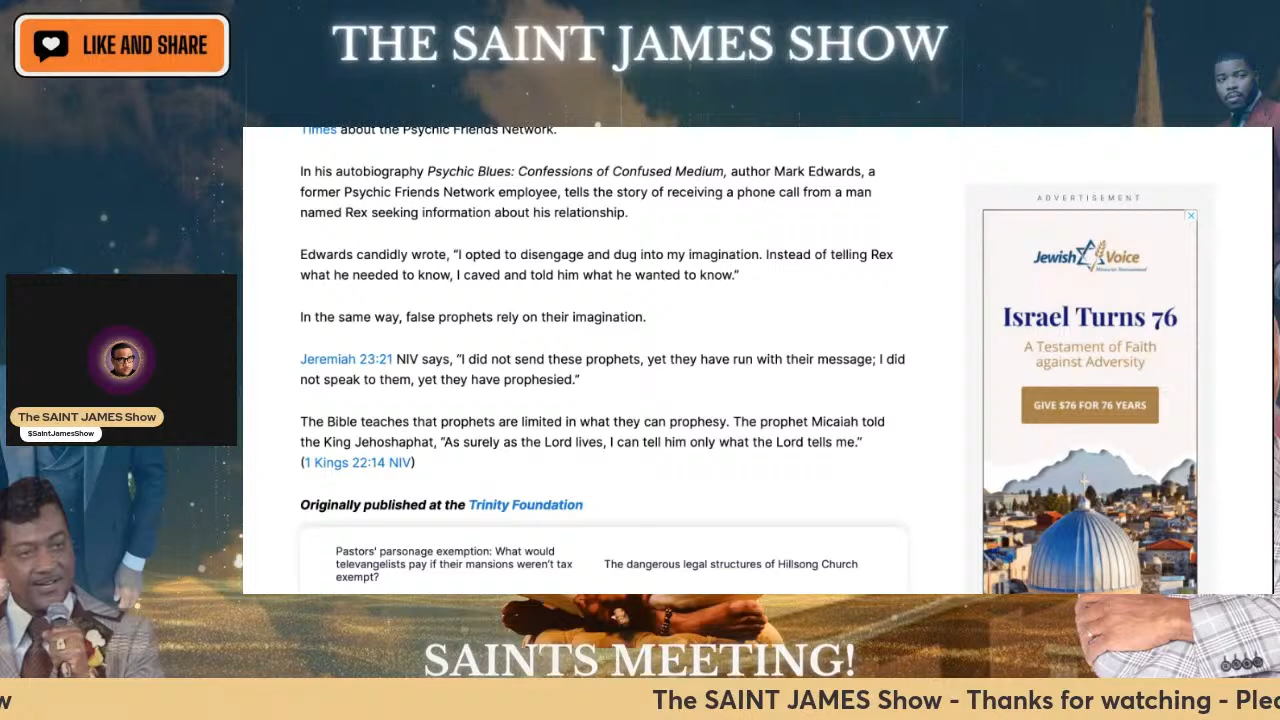 LIKE AND SHARE
THE SAINT JAMES SHOW
Times about the Psychic Friends Network.
In his autobiography Psychic Blues: Confessions of Confused Medium, author Mark Edwards, a
former Psychic Friends Network employee, tells the story of receiving a phone call from a man
named Rex seeking information about his relationship.
Edwards candidly wrote, “I opted to disengage and dug into my imagination. Instead of telling Rex
what he needed to know, I caved and told him what he wanted to know.”
In the same way, false prophets rely on their imagination.
Jeremiah 23:21 NIV says, “I did not send these prophets, yet they have run with their message; I did
not speak to them, yet they have prophesied.”
The Bible teaches that prophets are limited in what they can prophesy. The prophet Micaiah told
the King Jehoshaphat, “As surely as the Lord lives, I can tell him only what the Lord tells me.”
(1 Kings 22:14 NIV)
Originally published at the Trinity Foundation
Pastors' parsonage exemption: What would
televangelists pay if their mansions weren’t tax
exempt?
The dangerous legal structures of Hillsong Church
ADVERTISEMENT
Jewish Voice
Israel Turns 76
A Testament of Faith
against Adversity
GIVE $76 FOR 76 YEARS
The SAINT JAMES Show
$SaintJamesShow
SAINTS MEETING!
w
The SAINT JAMES Show - Thanks for watching - Plea